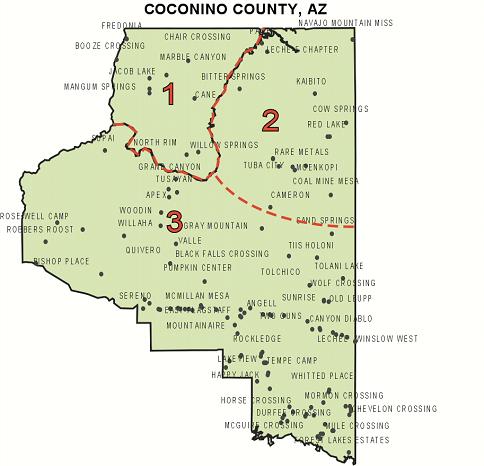 COCONINO COUNTY, AZ
FREDONIA
NAVAJO MOUNTAIN MISS
CHAIR CROSSING
BOOZE CROSSING
LECHEE CHAPTER
MARBLE CANYON
JACOB LAKE
BITTER SPRINGS
KAIBITO
MANGUM SPRINGS
1
CANE
COW SPRINGS
2
RED LAKE
SUPAI
NORTH RIM
WILLOW SPRINGS
RARE METALS
GRAND CANYON
TUBA CITY
MOENKOPI
TUSAYAN
COAL MINE MESA
APEX
CAMERON
WOODIN
ROSEWELL CAMP
3
SAND SPRINGS
WILLAHA
GRAY MOUNTAIN
ROBBERS ROOST
VALLE
TIIS HOLONI
QUIVERO
BLACK FALLS CROSSING
BISHOP PLACE
PUMPKIN CENTER
TOLANI LAKE
TOLCHICO
WOLF CROSSING
SERENO
MCMILLAN MESA
SUNRISE
OLD LEUPP
ANGELL
EAST FLAGSTAFF
TWO GUNS
CANYON DIABLO
MOUNTAINAIRE
ROCKLEDGE
LECHEE
WINSLOW WEST
LAKEVIEW
TEMPE CAMP
HAPPY JACK
WHITTED PLACE
MORMON CROSSING
HORSE CROSSING
CHEVELON CROSSING
DURFEE CROSSING
MCGUIRE CROSSING
MULE CROSSING
FOREST LAKES ESTATES